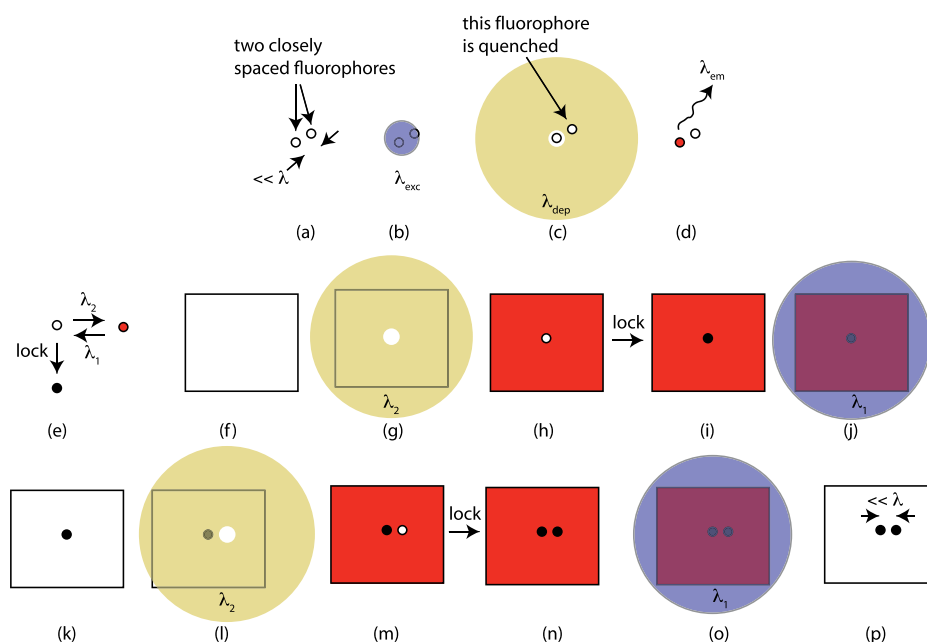 two closely
spaced fluorophores
this fluorophore
is quenched
λem
<< λ
λexc
λdep
(a)
(b)
(c)
(d)
λ2
λ1
lock
lock
λ2
λ1
(e)
(f)
(g)
(h)
(i)
(j)
<< λ
lock
λ2
λ1
(k)
(l)
(m)
(n)
(o)
(p)